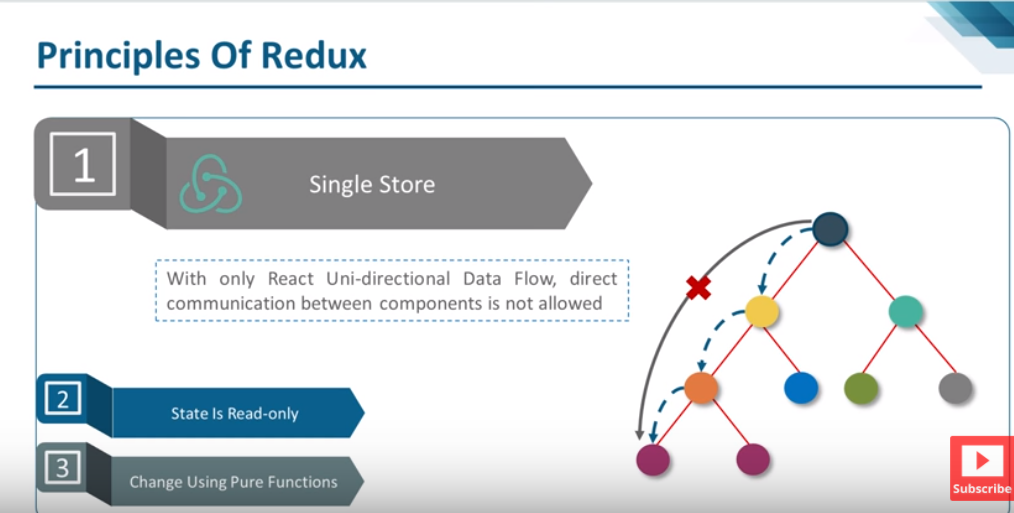 Principles Of Redux
1
Single Store
With only React Uni-directional Data Flow, direct
communication between components is not allowed
2
State Is Read-only
3
Change Using Pure Functions
Subscribe